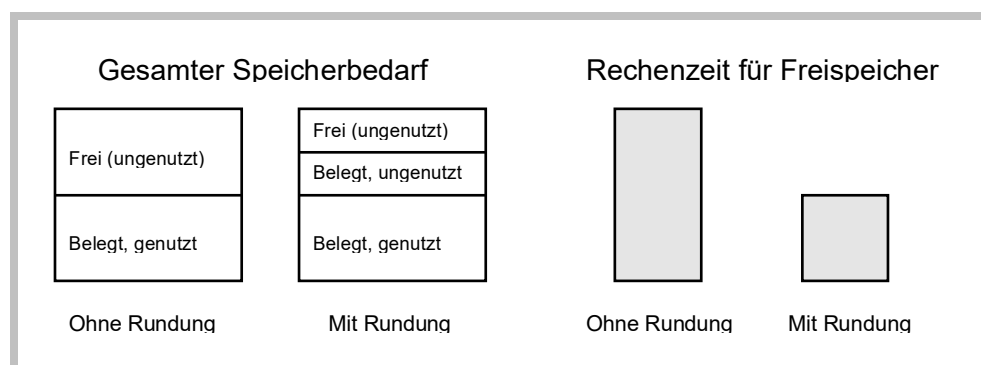 Gesamter Speicherbedarf
Rechenzeit für Freispeicher
Frei (ungenutzt)
Belegt, genutzt
Frei (ungenutzt)
Belegt, ungenutzt
Belegt, genutzt
Ohne Rundung
Mit Rundung
Ohne Rundung
Mit Rundung